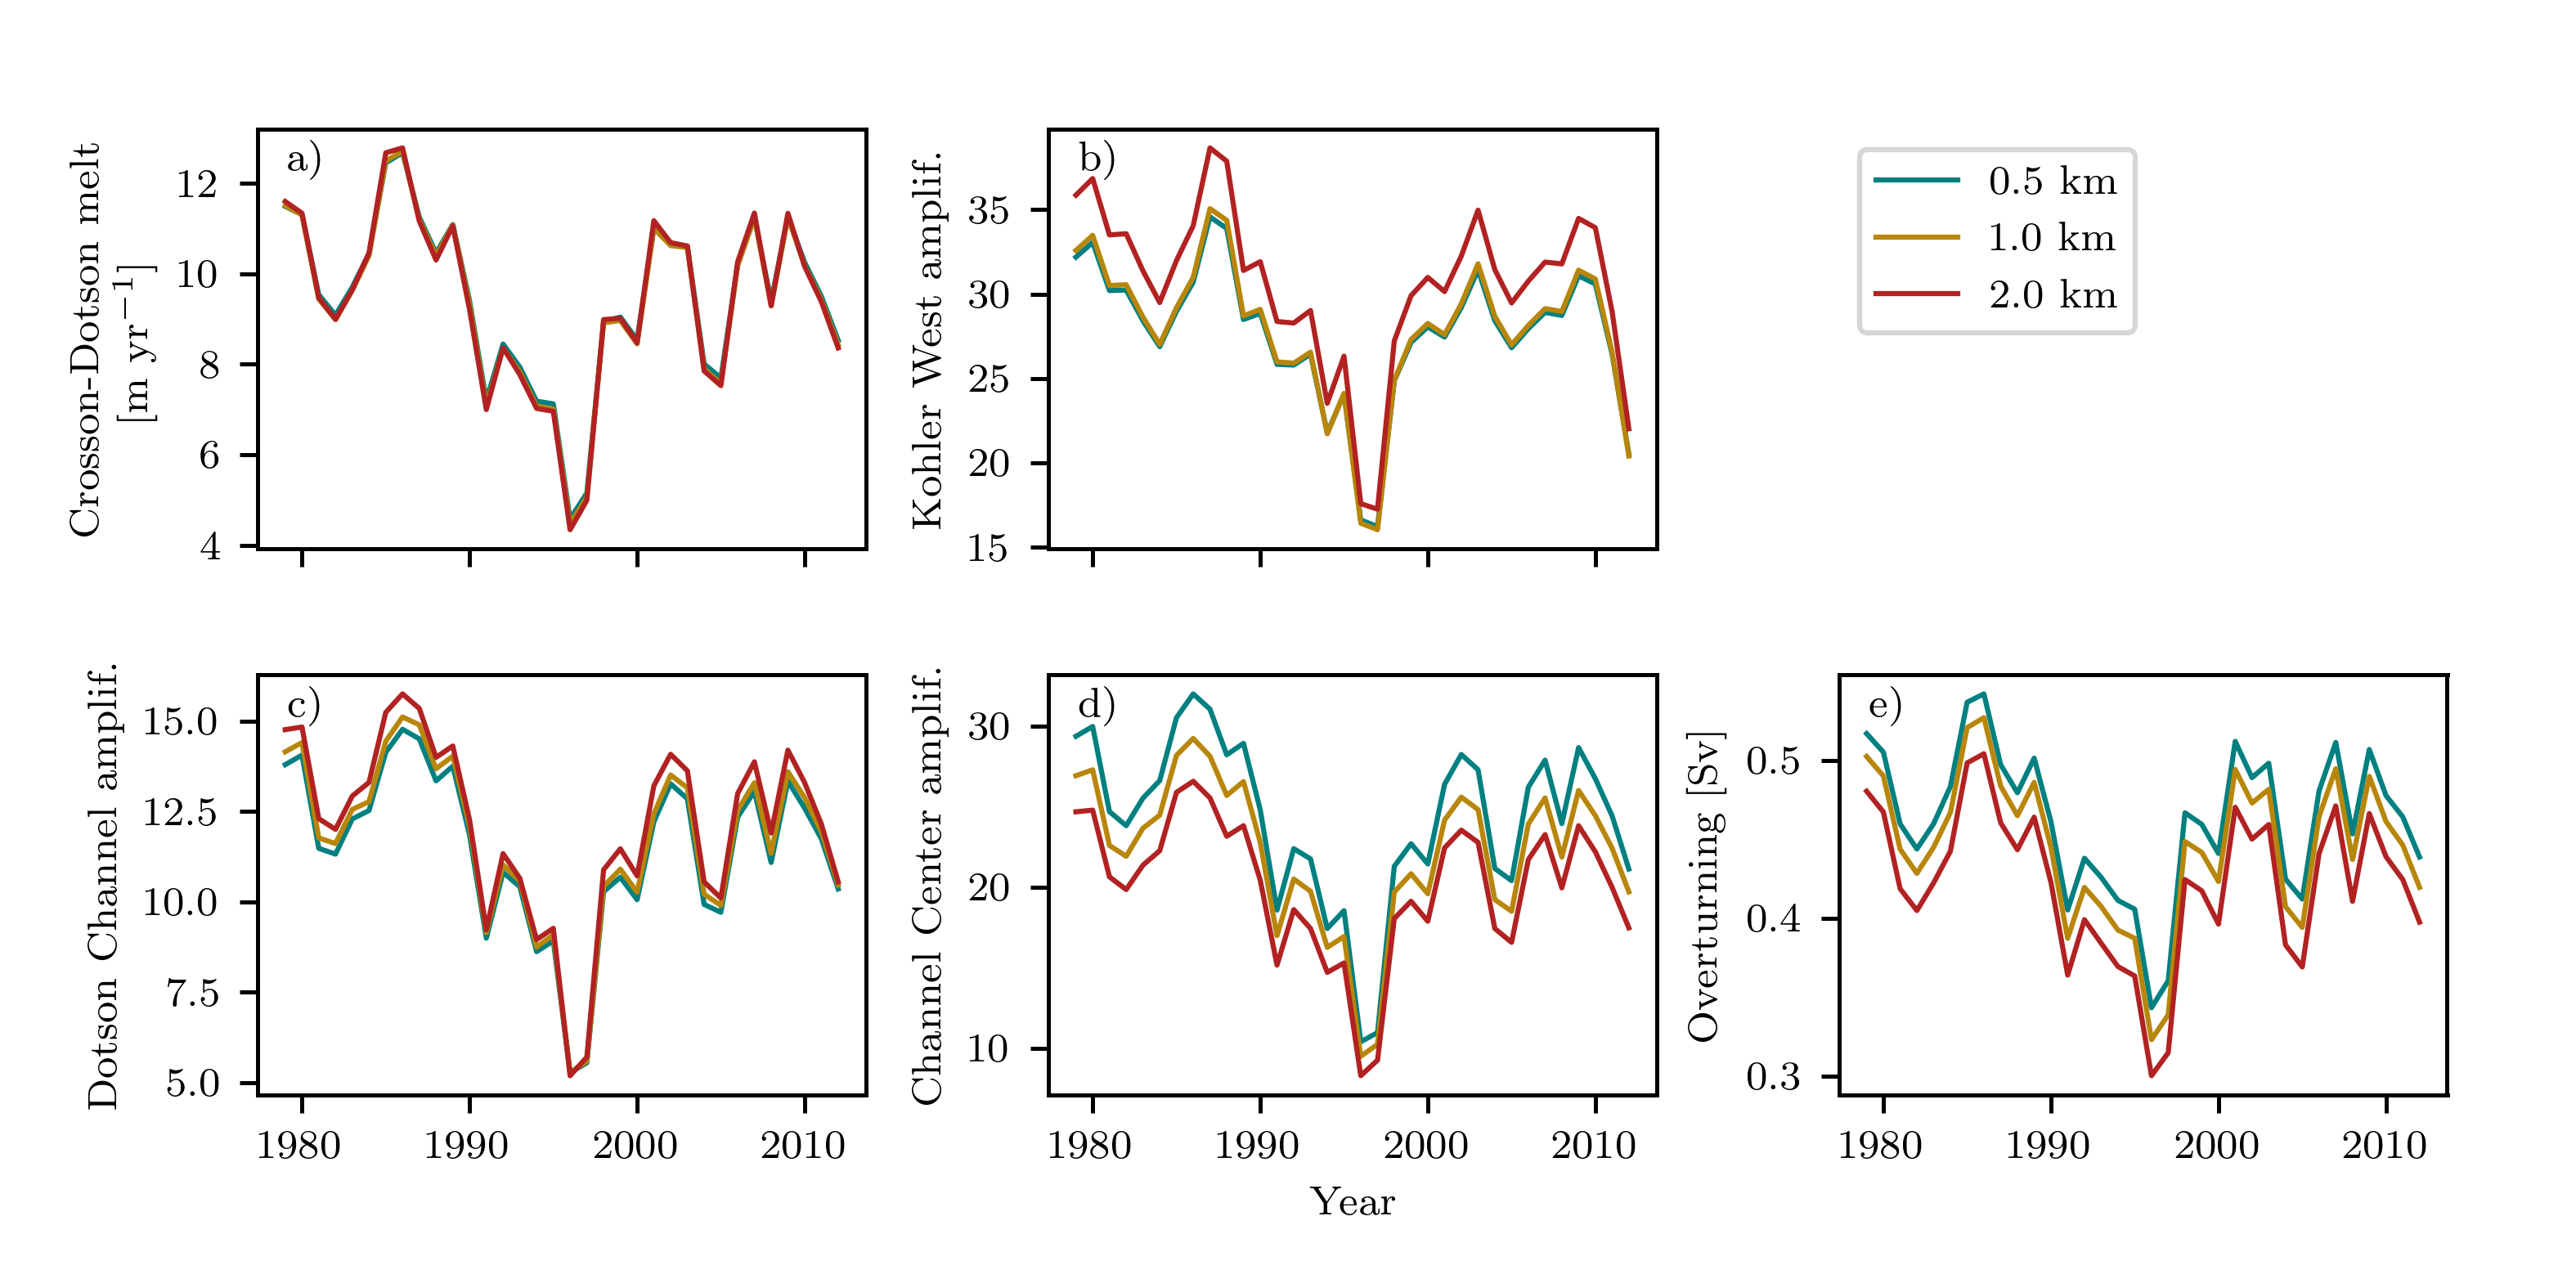 a)
Crosson-Dotson melt
[m yr⁻¹]
12
10
8
6
4
b)
Kohler West amplif.
35
30
25
20
15
0.5 km
1.0 km
2.0 km
c)
Dotson Channel amplif.
15.0
12.5
10.0
7.5
5.0
1980 1990 2000 2010
d)
Channel Center amplif.
30
20
10
1980 1990 2000 2010
e)
Overturning [Sv]
0.5
0.4
0.3
1980 1990 2000 2010
Year